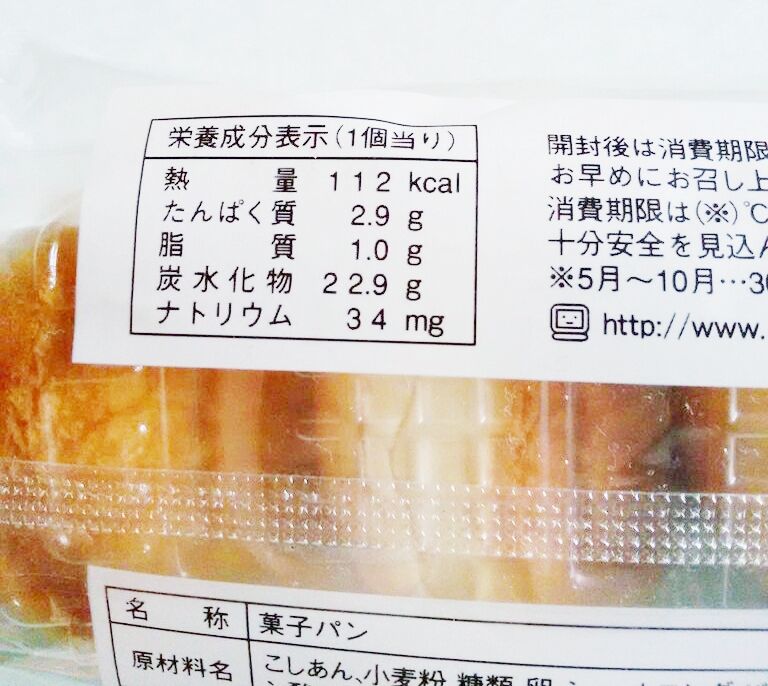 栄養成分表示(1個当り)
熱量 112 kcal
たんぱく質 2.9 g
脂質 1.0 g
炭水化物 22.9 g
ナトリウム 34 mg
開封後は消費期限
お早めにお召し上
消費期限は(※)℃
十分安全を見込ん
※5月~10月…30
http://www.
名称 菓子パン
原材料名 こしあん、小麦粉、糖類、卵、